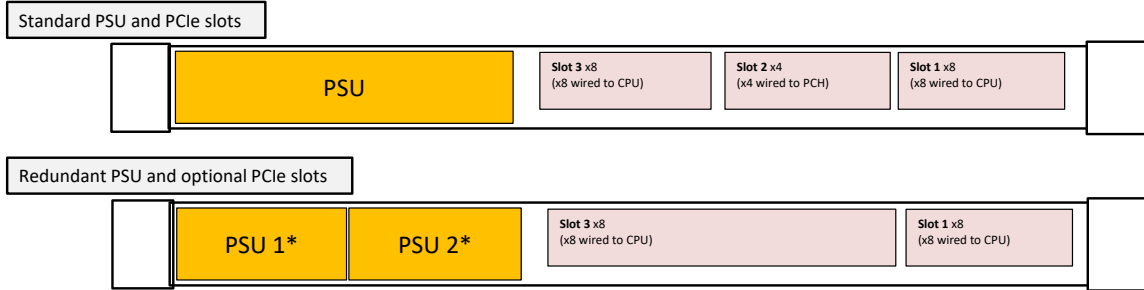 Standard PSU and PCIe slots
PSU
Slot 3 x8
(x8 wired to CPU)
Slot 2 x4
(x4 wired to PCH)
Slot 1 x8
(x8 wired to CPU)
Redundant PSU and optional PCIe slots
PSU 1*
PSU 2*
Slot 3 x8
(x8 wired to CPU)
Slot 1 x8
(x8 wired to CPU)